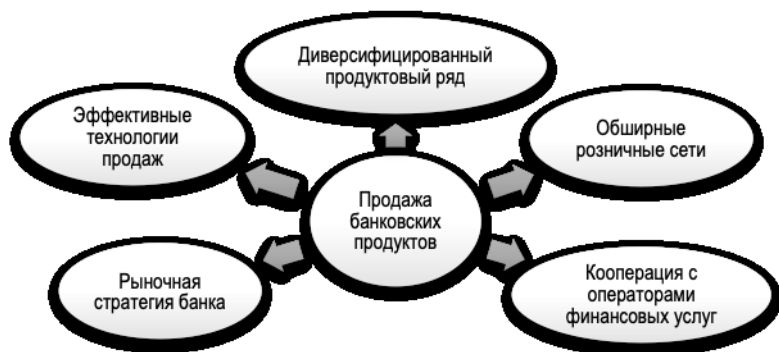 Диверсифицированный
продуктовый ряд
Эффективные
технологии
продаж
Обширные
розничные сети
Продажа
банковских
продуктов
Рыночная
стратегия банка
Кооперация с
операторами
финансовых услуг